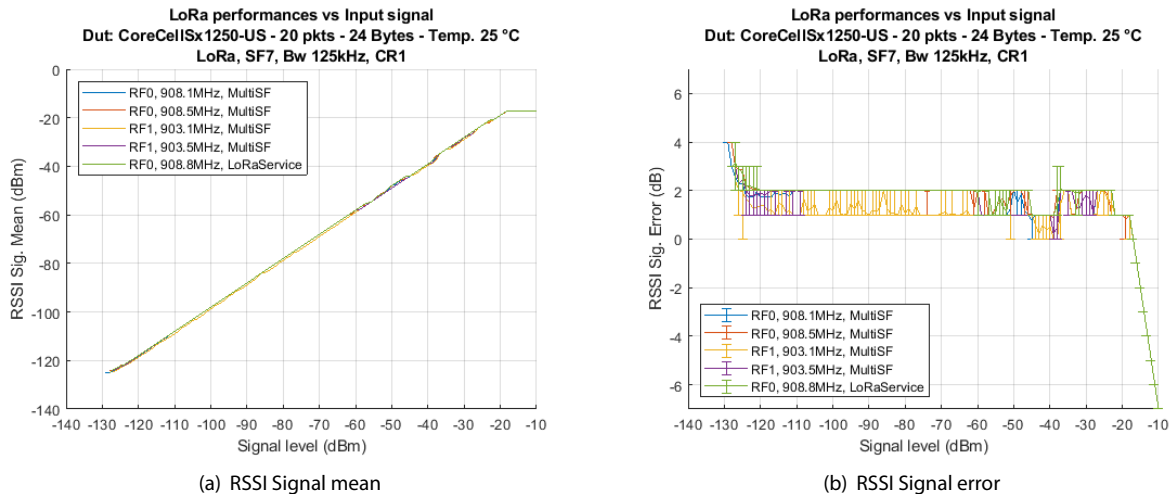 LoRa performances vs Input signal
Dut: CoreCellSx1250-US - 20 pkts - 24 Bytes - Temp. 25 °C
LoRa, SF7, Bw 125kHz, CR1
RSSI Sig. Mean (dBm)
0
-20
-40
-60
-80
-100
-120
-140
RF0, 908.1MHz, MultiSF
RF0, 908.5MHz, MultiSF
RF1, 903.1MHz, MultiSF
RF1, 903.5MHz, MultiSF
RF0, 908.8MHz, LoRaService
-140 -130 -120 -110 -100 -90 -80 -70 -60 -50 -40 -30 -20 -10
Signal level (dBm)
(a) RSSI Signal mean
LoRa performances vs Input signal
Dut: CoreCellSx1250-US - 20 pkts - 24 Bytes - Temp. 25 °C
LoRa, SF7, Bw 125kHz, CR1
RSSI Sig. Error (dB)
6
4
2
0
-2
-4
-6
RF0, 908.1MHz, MultiSF
RF0, 908.5MHz, MultiSF
RF1, 903.1MHz, MultiSF
RF1, 903.5MHz, MultiSF
RF0, 908.8MHz, LoRaService
-140 -130 -120 -110 -100 -90 -80 -70 -60 -50 -40 -30 -20 -10
Signal level (dBm)
(b) RSSI Signal error